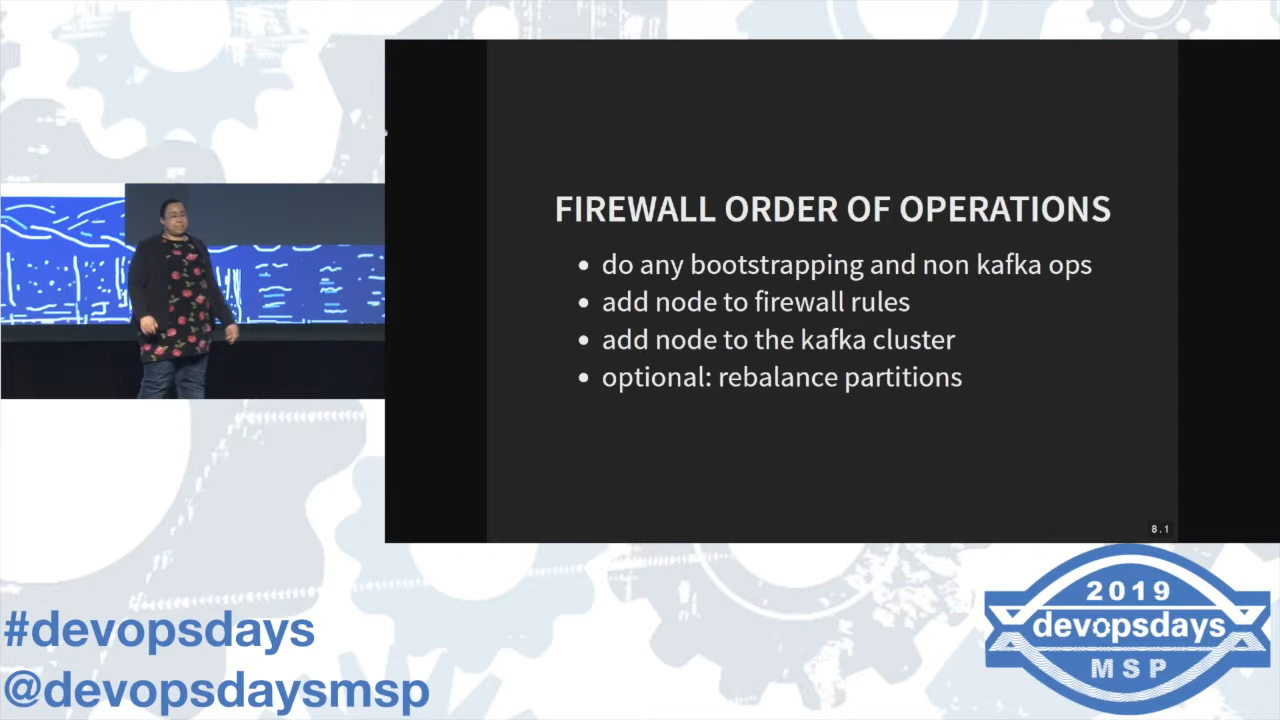 FIREWALL ORDER OF OPERATIONS
• do any bootstrapping and non kafka ops
• add node to firewall rules
• add node to the kafka cluster
• optional: rebalance partitions
8.1
#devopsdays
@devopsdaysmsp
2019
devopsdays
MSP